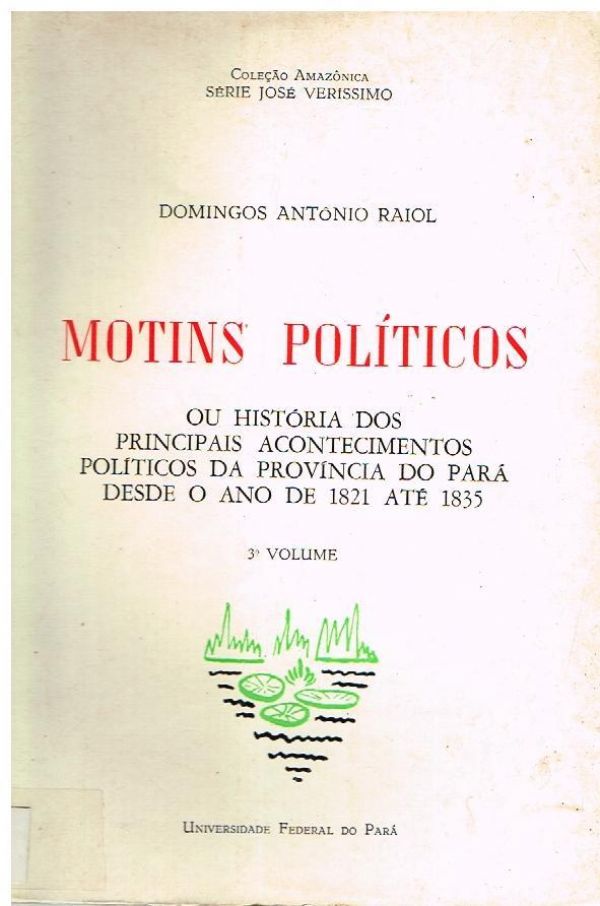 COLEÇÃO AMAZÔNICA
SÉRIE JOSÉ VERÍSSIMO
DOMINGOS ANTÔNIO RAIOL
MOTINS POLÍTICOS
OU HISTÓRIA DOS
PRINCIPAIS ACONTECIMENTOS
POLÍTICOS DA PROVÍNCIA DO PARÁ
DESDE O ANO DE 1821 ATÉ 1835
3º VOLUME
UNIVERSIDADE FEDERAL DO PARÁ